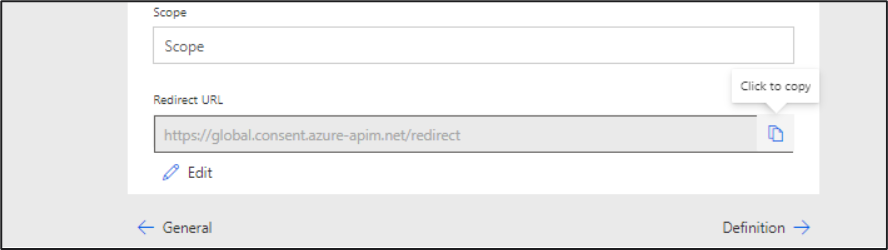 Scope
Scope
Click to copy
Redirect URL
https://global.consent.azure-apim.net/redirect
Edit
General
Definition